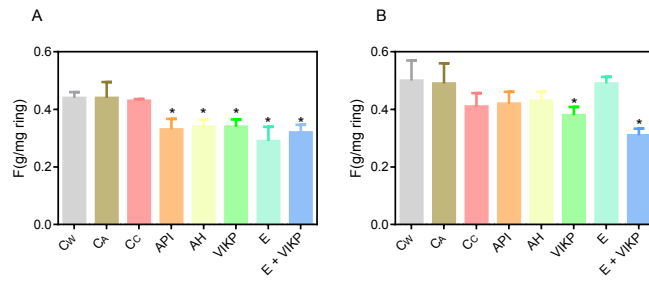 A
B
F(g/mg ring)
0.6
0.4
0.2
0.0
* * * * *
CW CA CC API AH VIKP E E + VIKP
F(g/mg ring)
0.6
0.4
0.2
0.0
* *
CW CA CC API AH VIKP E E + VIKP